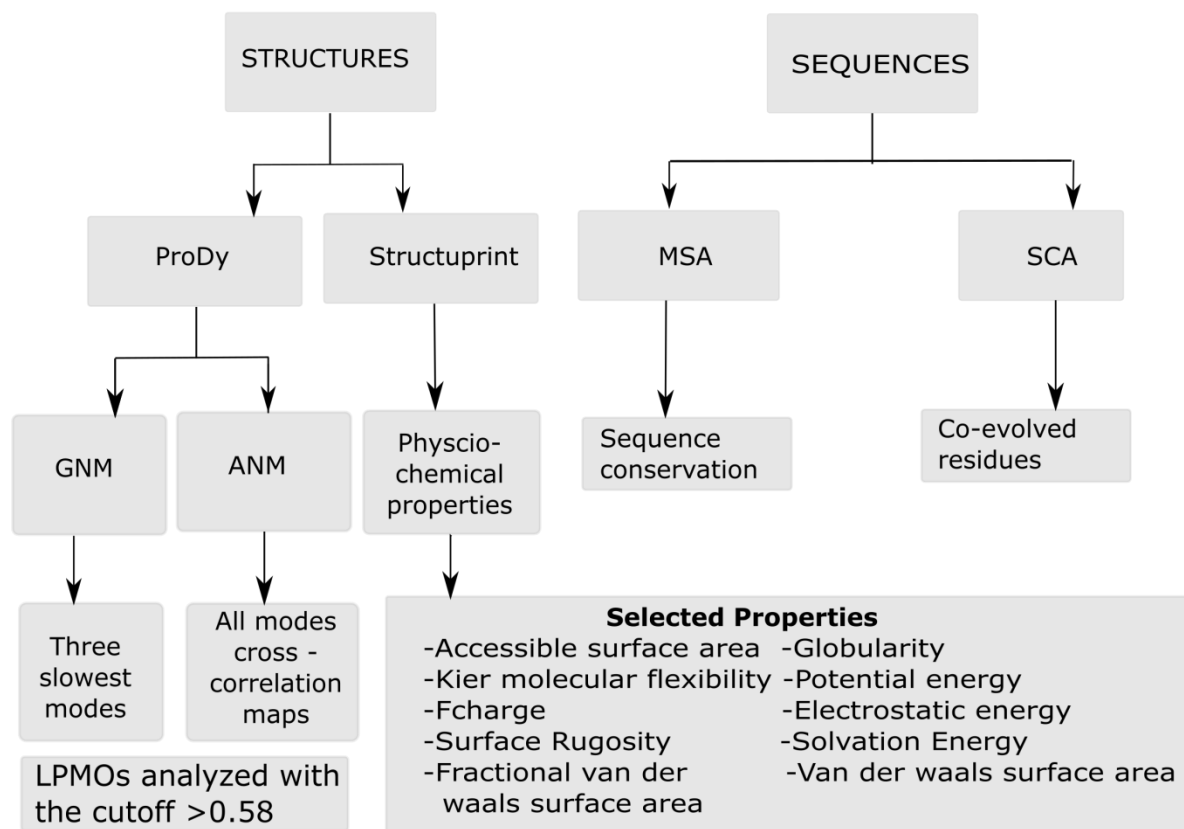 STRUCTURES
SEQUENCES
ProDy
Structuprint
MSA
SCA
GNM
ANM
Physcio-
chemical
properties
Sequence
conservation
Co-evolved
residues
Three
slowest
modes
All modes
cross -
correlation
maps
LPMOs analyzed with
the cutoff >0.58
Selected Properties
-Accessible surface area
-Kier molecular flexibility
-Fcharge
-Surface Rugosity
-Fractional van der
waals surface area
-Globularity
-Potential energy
-Electrostatic energy
-Solvation Energy
-Van der waals surface area